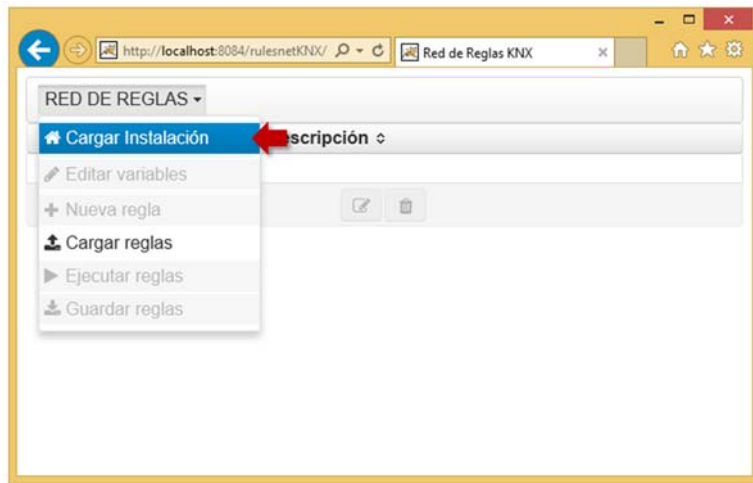 http://localhost:8084/rulesnetKNX/
Red de Reglas KNX
RED DE REGLAS
Cargar Instalación
escripción
Editar variables
Nueva regla
Cargar reglas
Ejecutar reglas
Guardar reglas